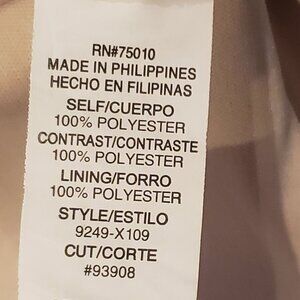 RN#75010
MADE IN PHILIPPINES
HECHO EN FILIPINAS
SELF/CUERPO
100% POLYESTER
CONTRAST/CONTRASTE
100% POLYESTER
LINING/FORRO
100% POLYESTER
STYLE/ESTILO
9249-X109
CUT/CORTE
#93908